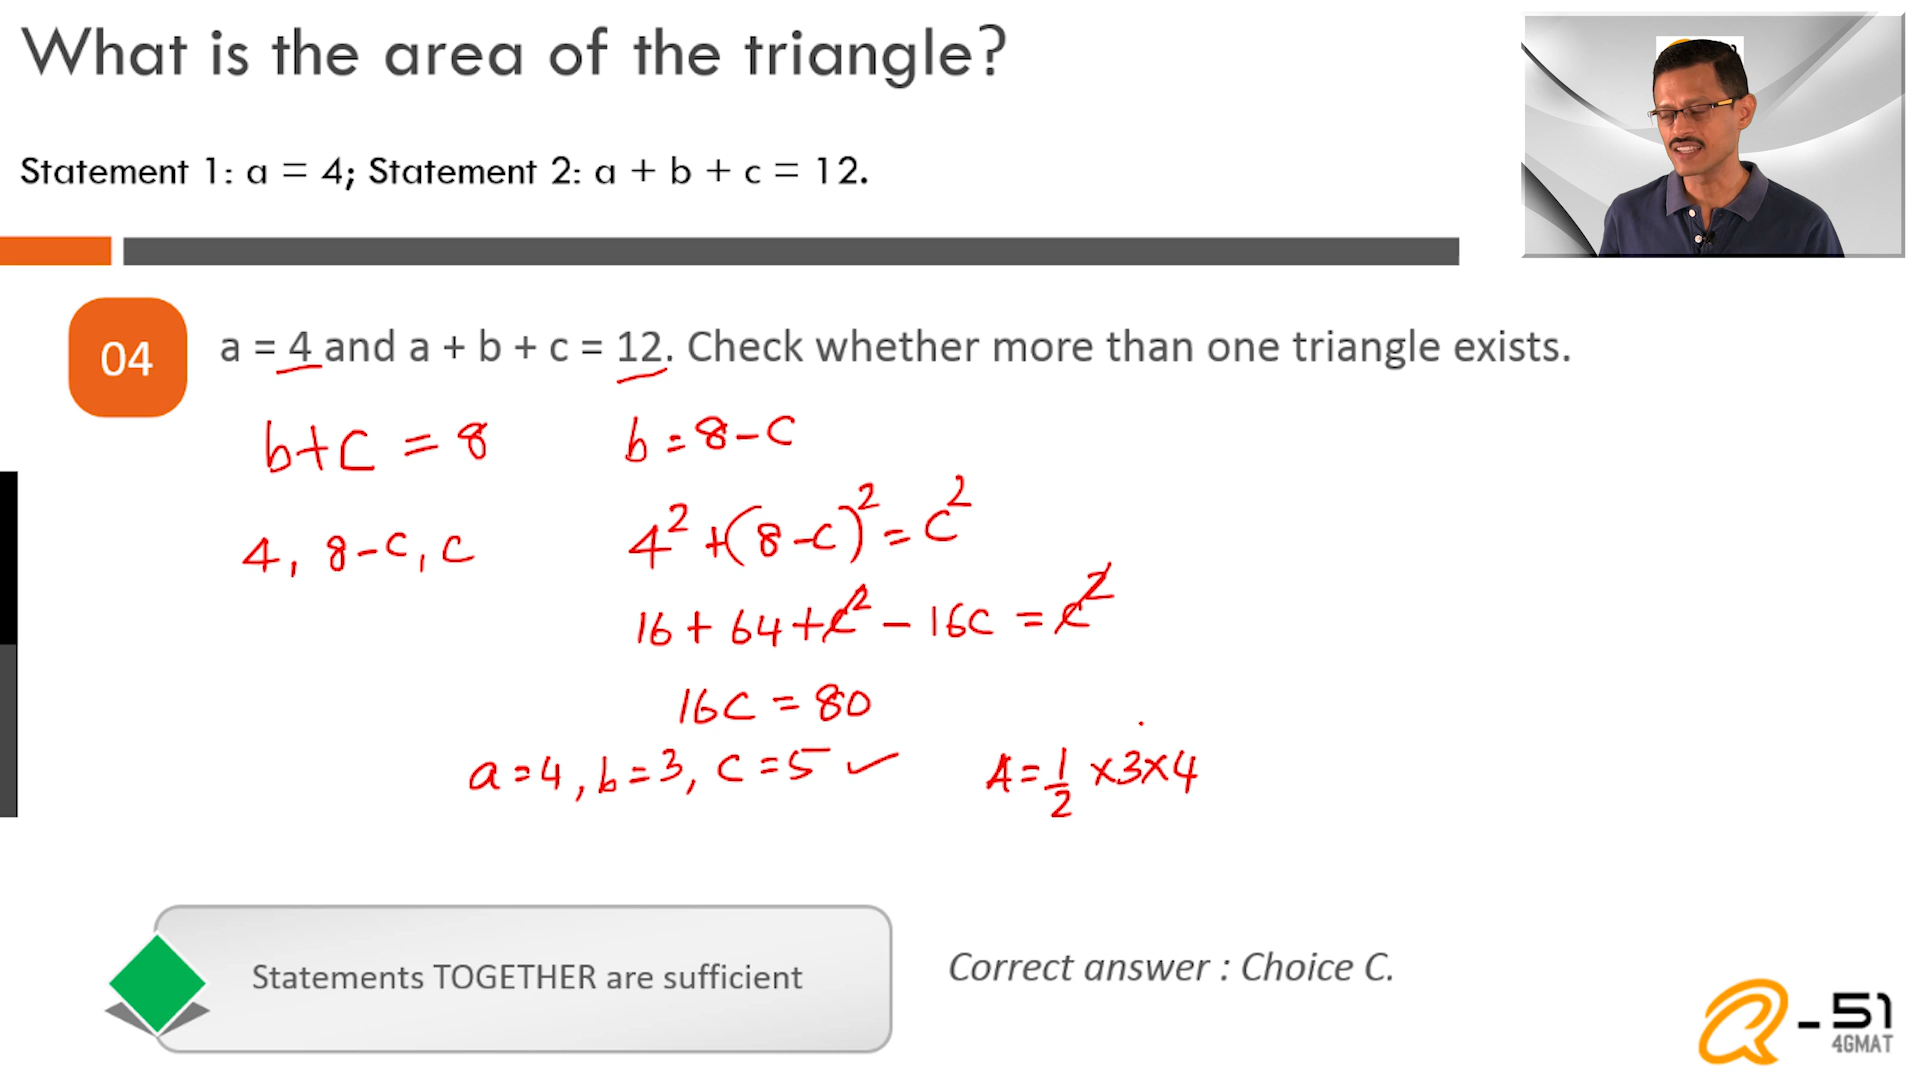 What is the area of the triangle?
Statement 1: a = 4; Statement 2: a + b + c = 12.
04
a = 4 and a + b + c = 12. Check whether more than one triangle exists.
b+c = 8
b = 8-c
4, 8-c, c
4² + (8-c)² = c²
16 + 64 + c² - 16c = c²
16c = 80
a = 4, b = 3, c = 5 ✓
A = 1/2 × 3 × 4
Statements TOGETHER are sufficient
Correct answer : Choice C.
Q-51
4GMAT